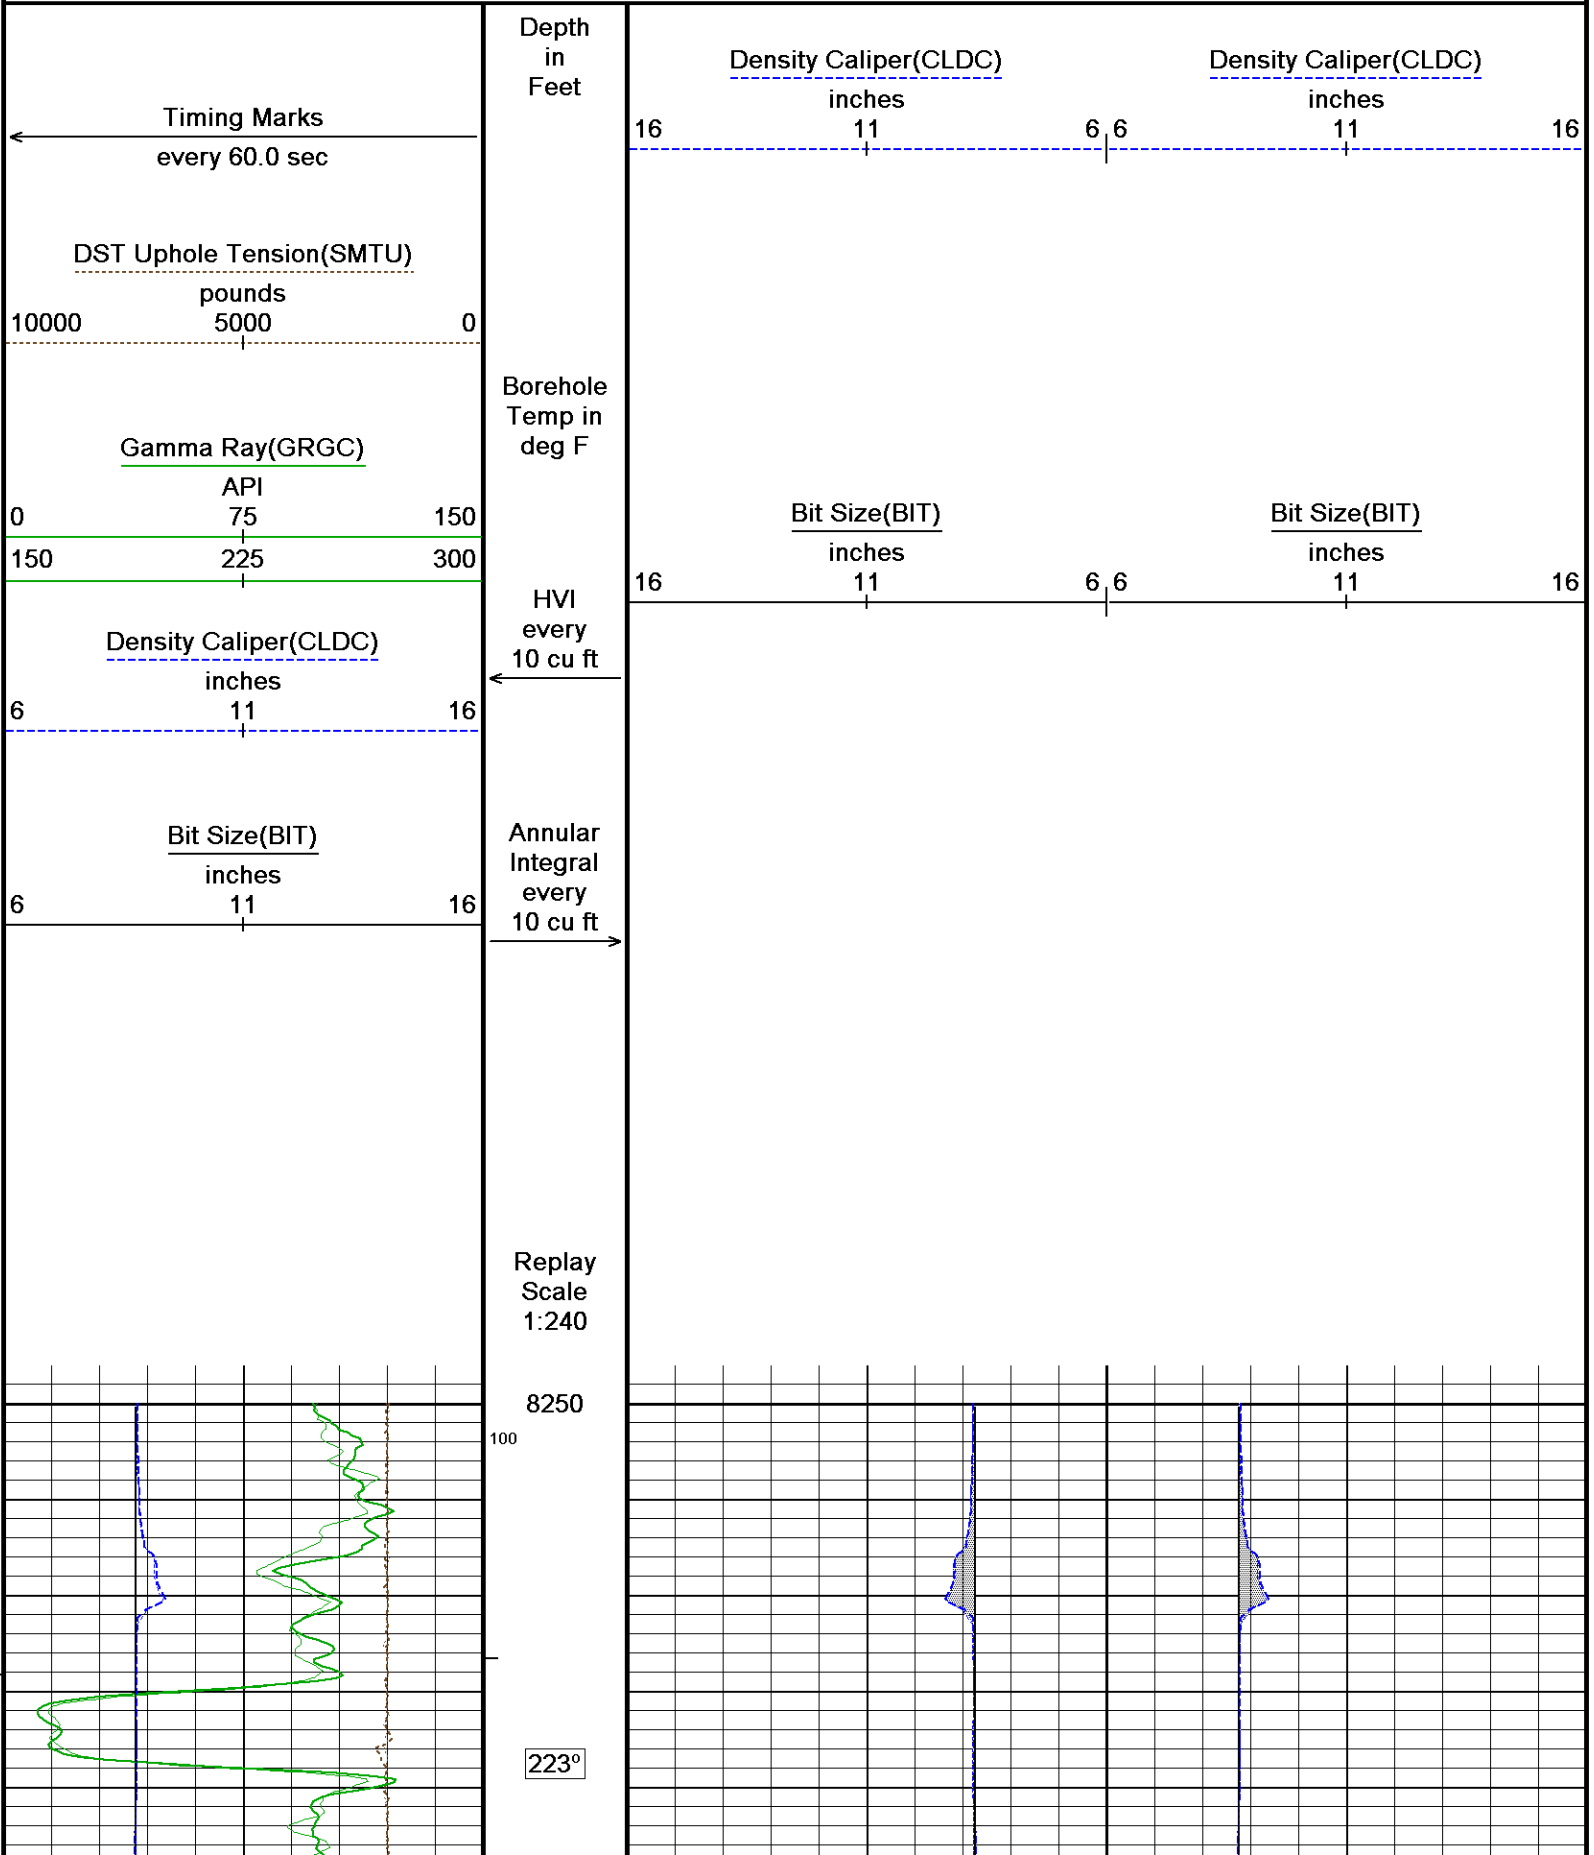 Timing Marks
every 60.0 sec
DST Uphole Tension(SMTU)
pounds
10000 5000 0
Gamma Ray(GRGC)
API
0 75 150
150 225 300
Density Caliper(CLDC)
inches
6 11 16
Bit Size(BIT)
inches
6 11 16
Depth
in
Feet
Borehole
Temp in
deg F
HVI
every
10 cu ft
Annular
Integral
every
10 cu ft
Replay
Scale
1:240
8250
100
223º
Density Caliper(CLDC) Density Caliper(CLDC)
inches inches
16 11 6 6 11 16
Bit Size(BIT) Bit Size(BIT)
inches inches
16 11 6 6 11 16